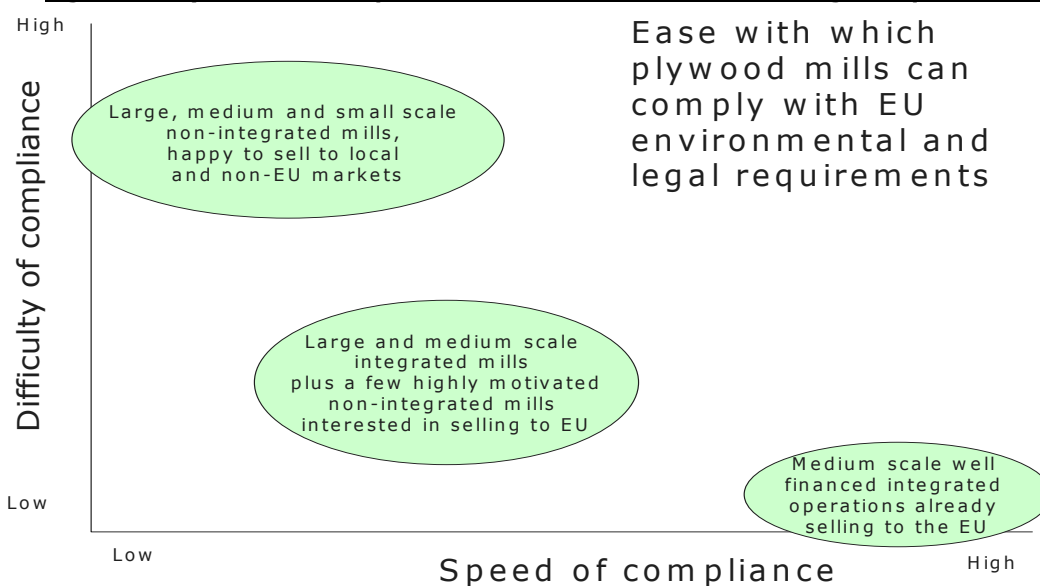 High
Ease with which
plywood mills can
comply with EU
environmental and
legal requirements
Difficulty of compliance
Large, medium and small scale
non-integrated mills,
happy to sell to local
and non-EU markets
Large and medium scale
integrated mills
plus a few highly motivated
non-integrated mills
interested in selling to EU
Medium scale well
financed integrated
operations already
selling to the EU
Low
Low
Speed of compliance
High